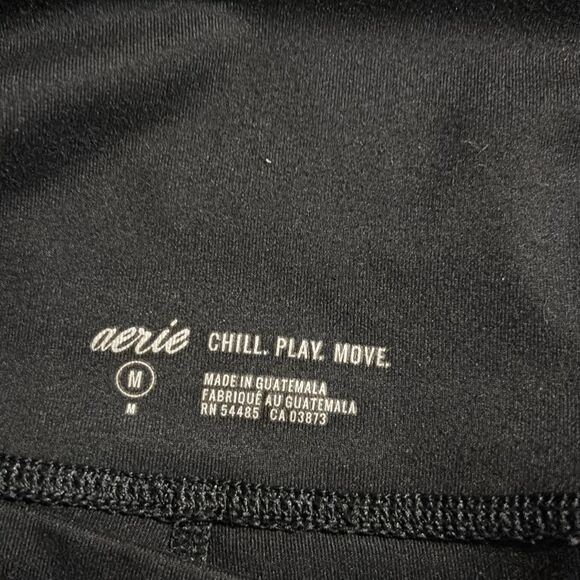 aerie CHILL. PLAY. MOVE.
M
M
MADE IN GUATEMALA
FABRIQUÉ AU GUATEMALA
RN 54485 CA 03873